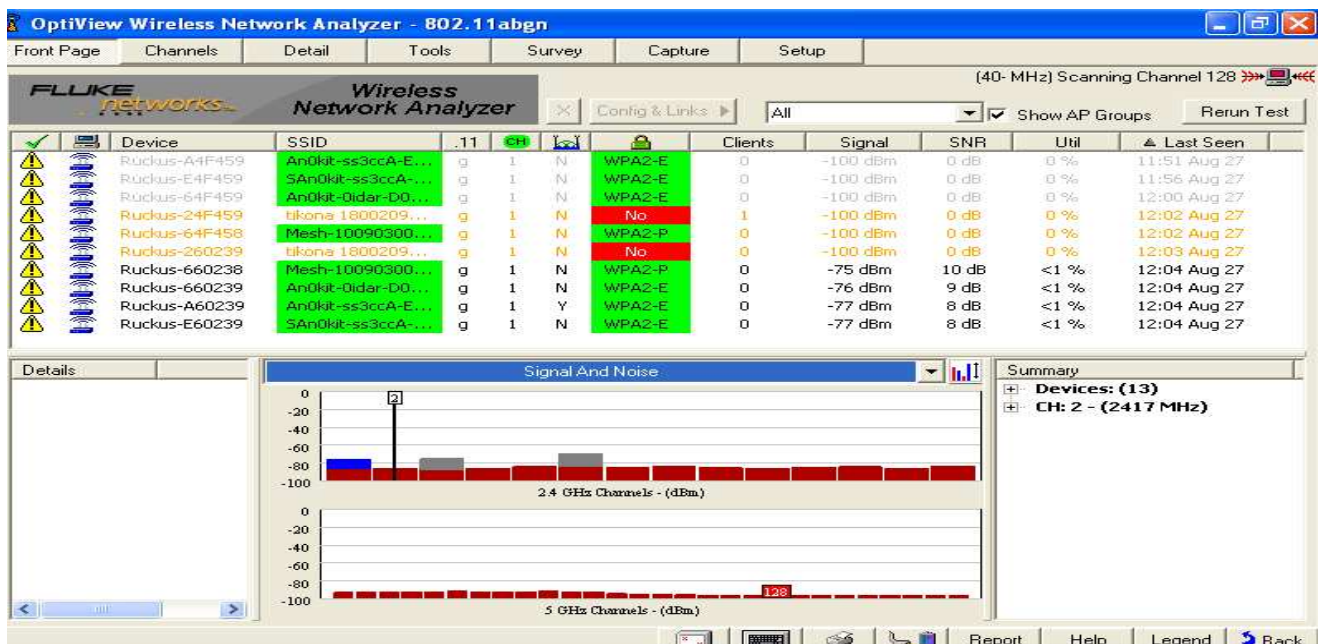 OptiView Wireless Network Analyzer - 802.11abgn
Front Page Channels Detail Tools Survey Capture Setup
(40- MHz) Scanning Channel 128
FLUKE networks
Wireless
Network Analyzer
Config & Links
All
Show AP Groups
Rerun Test
Device SSID .11 CH Clients Signal SNR Util Last Seen
Ruckus-A4F459 An0kit-ss3ccA-E... g 1 N WPA2-E 0 -100 dBm 0 dB 0 % 11:51 Aug 27
Ruckus-E4F459 SAn0kit-ss3ccA-... g 1 N WPA2-E 0 -100 dBm 0 dB 0 % 11:56 Aug 27
Ruckus-64F459 An0kit-0idar-D0... g 1 N WPA2-E 0 -100 dBm 0 dB 0 % 12:00 Aug 27
Ruckus-24F459 tikona 1800209... g 1 N No 1 -100 dBm 0 dB 0 % 12:02 Aug 27
Ruckus-64F458 Mesh-10090300... g 1 N WPA2-P 0 -100 dBm 0 dB 0 % 12:02 Aug 27
Ruckus-260239 tikona 1800209... g 1 N No 0 -100 dBm 0 dB 0 % 12:03 Aug 27
Ruckus-660238 Mesh-10090300... g 1 N WPA2-P 0 -75 dBm 10 dB <1 % 12:04 Aug 27
Ruckus-660239 An0kit-0idar-D0... g 1 N WPA2-E 0 -76 dBm 9 dB <1 % 12:04 Aug 27
Ruckus-A60239 An0kit-ss3ccA-E... g 1 Y WPA2-E 0 -77 dBm 8 dB <1 % 12:04 Aug 27
Ruckus-E60239 SAn0kit-ss3ccA-... g 1 N WPA2-E 0 -77 dBm 8 dB <1 % 12:04 Aug 27
Details
Signal And Noise
0
-20
-40
-60
-80
-100
2
2.4 GHz Channels - (dBm)
0
-20
-40
-60
-80
-100
128
5 GHz Channels - (dBm)
Summary
Devices: (13)
CH: 2 - (2417 MHz)
Report Help Legend Back